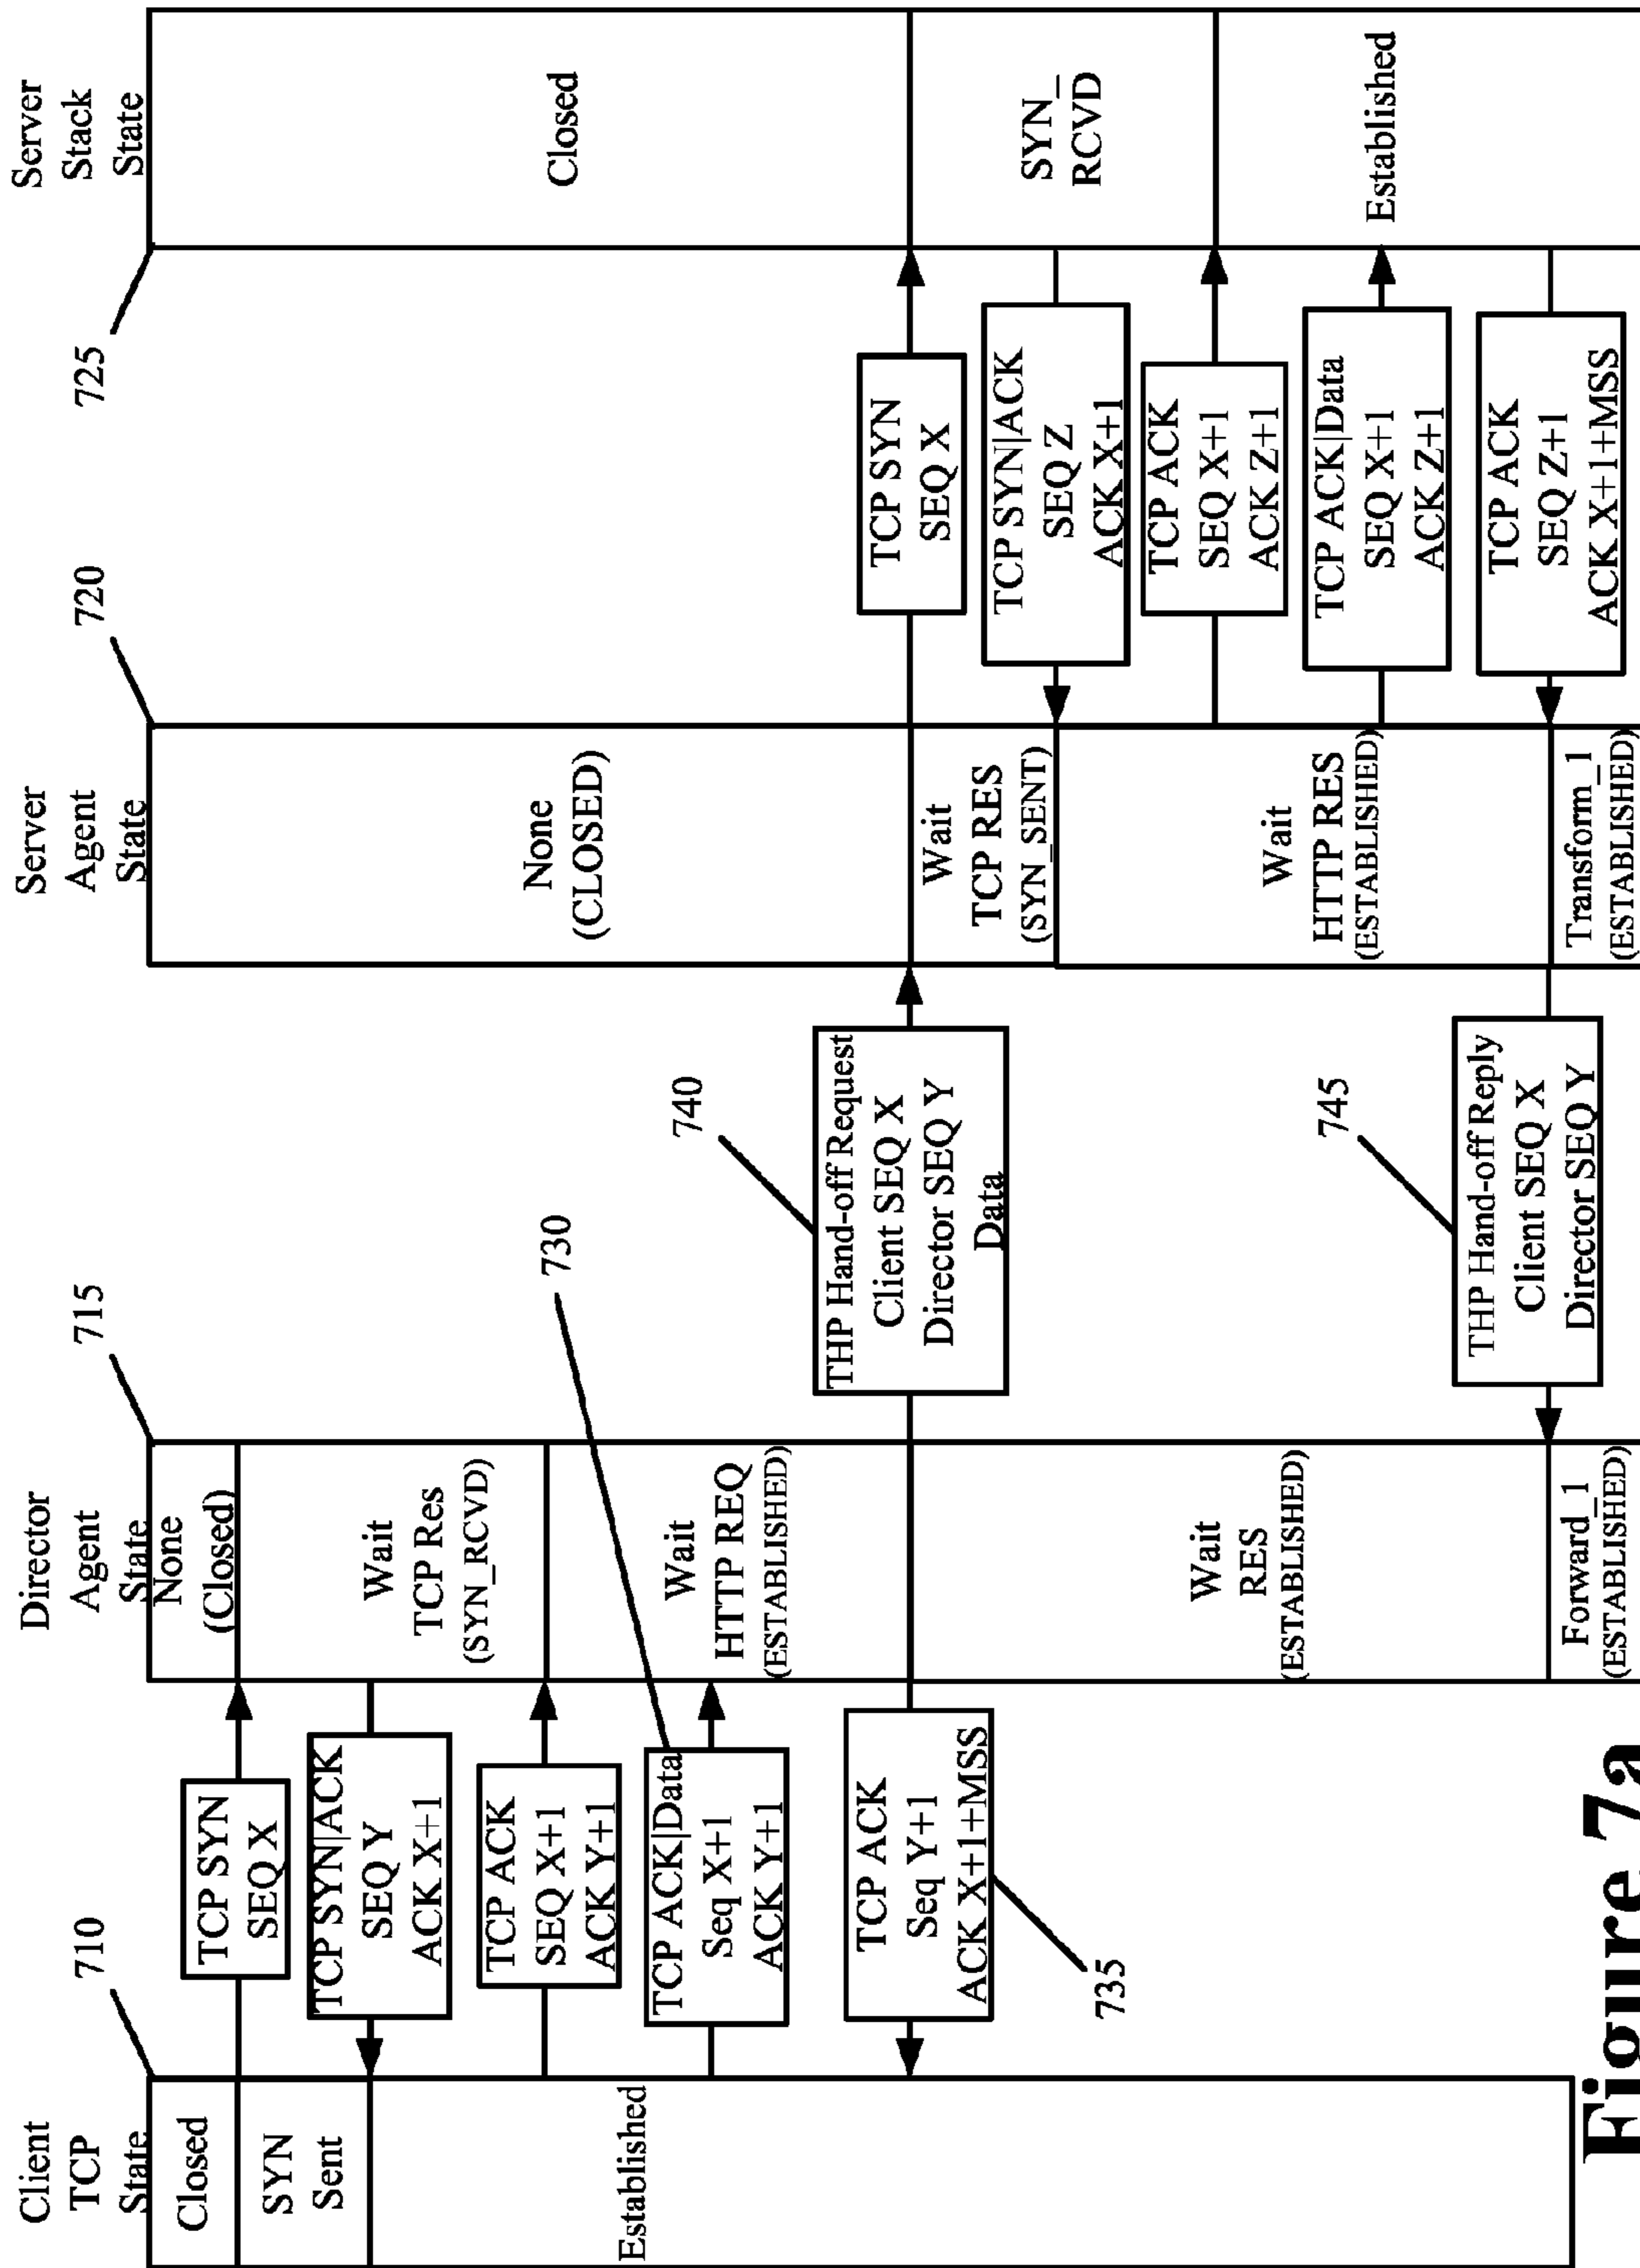 Client
TCP
State
Director
Agent
State
Server
Agent
State
Server
Stack
State
710
715
720
725
Closed
SYN
Sent
Established
TCP SYN
SEQ X
TCP SYN|ACK
SEQ Y
ACK X+1
TCP ACK
SEQ X+1
ACK Y+1
TCP ACK|Data
Seq X+1
ACK Y+1
730
TCP ACK
Seq Y+1
ACK X+1+MSS
735
None
(Closed)
Wait
TCP Res
(SYN_RCVD)
Wait
HTTP REQ
(ESTABLISHED)
Wait
RES
(ESTABLISHED)
Forward_1
(ESTABLISHED)
740
THP Hand-off Request
Client SEQ X
Director SEQ Y
Data
745
THP Hand-off Reply
Client SEQ X
Director SEQ Y
None
(CLOSED)
Wait
TCP RES
(SYN_SENT)
Wait
HTTP RES
(ESTABLISHED)
Transform_1
(ESTABLISHED)
TCP SYN
SEQ X
TCP SYN|ACK
SEQ Z
ACK X+1
TCP ACK
SEQ X+1
ACK Z+1
TCP ACK|Data
SEQ X+1
ACK Z+1
TCP ACK
SEQ Z+1
ACK X+1+MSS
Closed
SYN_
RCVD
Established
Figure 7a